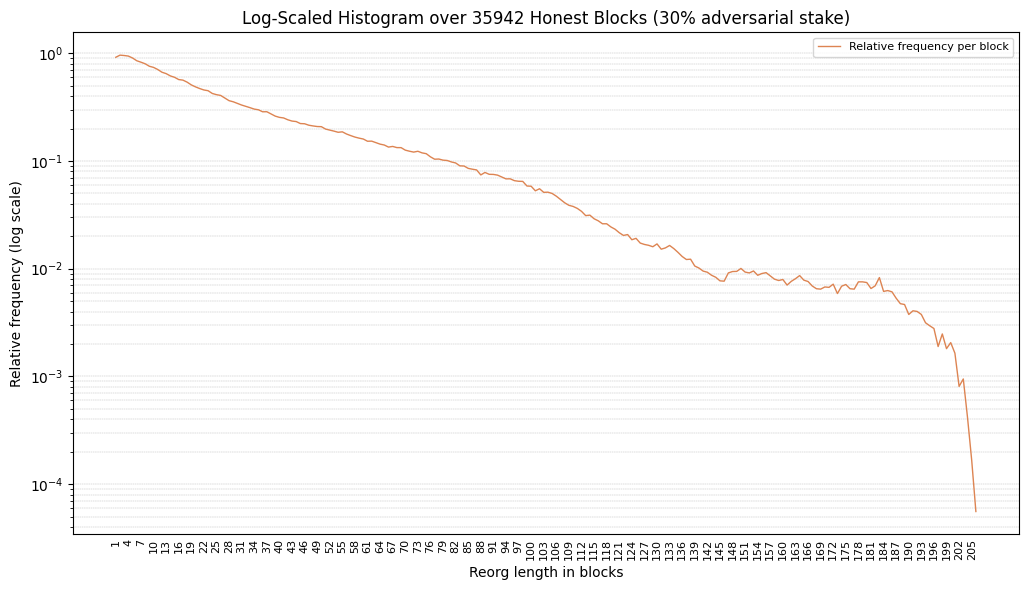 Log-Scaled Histogram over 35942 Honest Blocks (30% adversarial stake)
Relative frequency per block
Relative frequency (log scale)
10⁰
10⁻¹
10⁻²
10⁻³
10⁻⁴
1 4 7 10 13 16 19 22 25 28 31 34 37 40 43 46 49 52 55 58 61 64 67 70 73 76 79 82 85 88 91 94 97 100 103 106 109 112 115 118 121 124 127 130 133 136 139 142 145 148 151 154 157 160 163 166 169 172 175 178 181 184 187 190 193 196 199 202 205
Reorg length in blocks